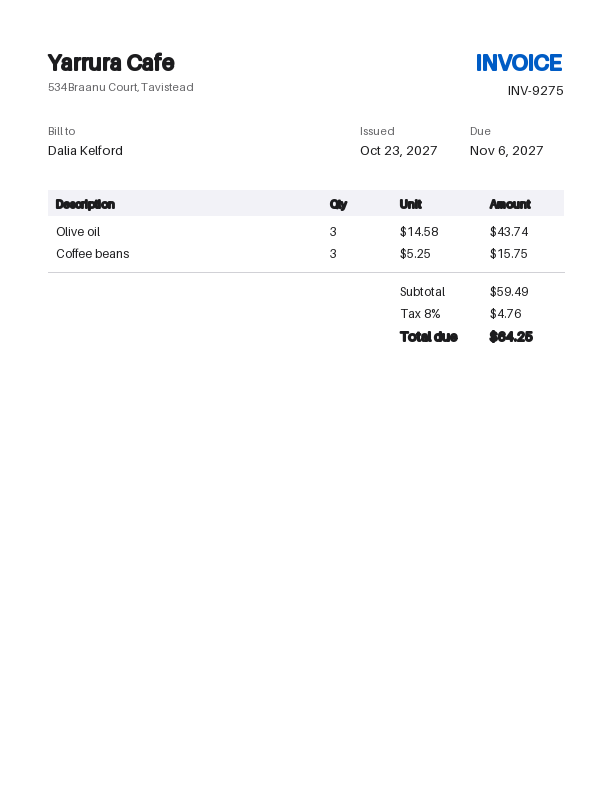 Yarrura Cafe
INVOICE
534Braanu Court, Tavistead
INV-9275
Bill to Issued Due
Dalia Kelford Oct 23, 2027 Nov 6, 2027
Description Qty Unit Amount
Olive oil 3 $14.58 $43.74
Coffee beans 3 $5.25 $15.75
Subtotal $59.49
Tax 8% $4.76
Total due $64.25